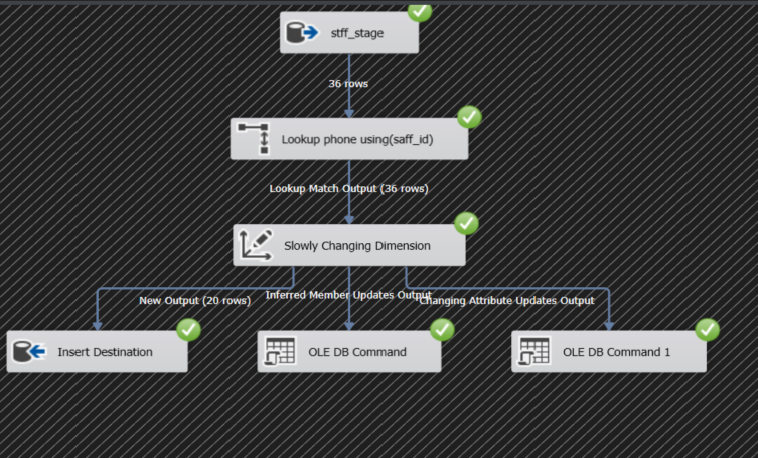 stff_stage
36 rows
Lookup phone using(saff_id)
Lookup Match Output (36 rows)
Slowly Changing Dimension
New Output (20 rows)
Inferred Member Updates Output
Changing Attribute Updates Output
Insert Destination
OLE DB Command
OLE DB Command 1